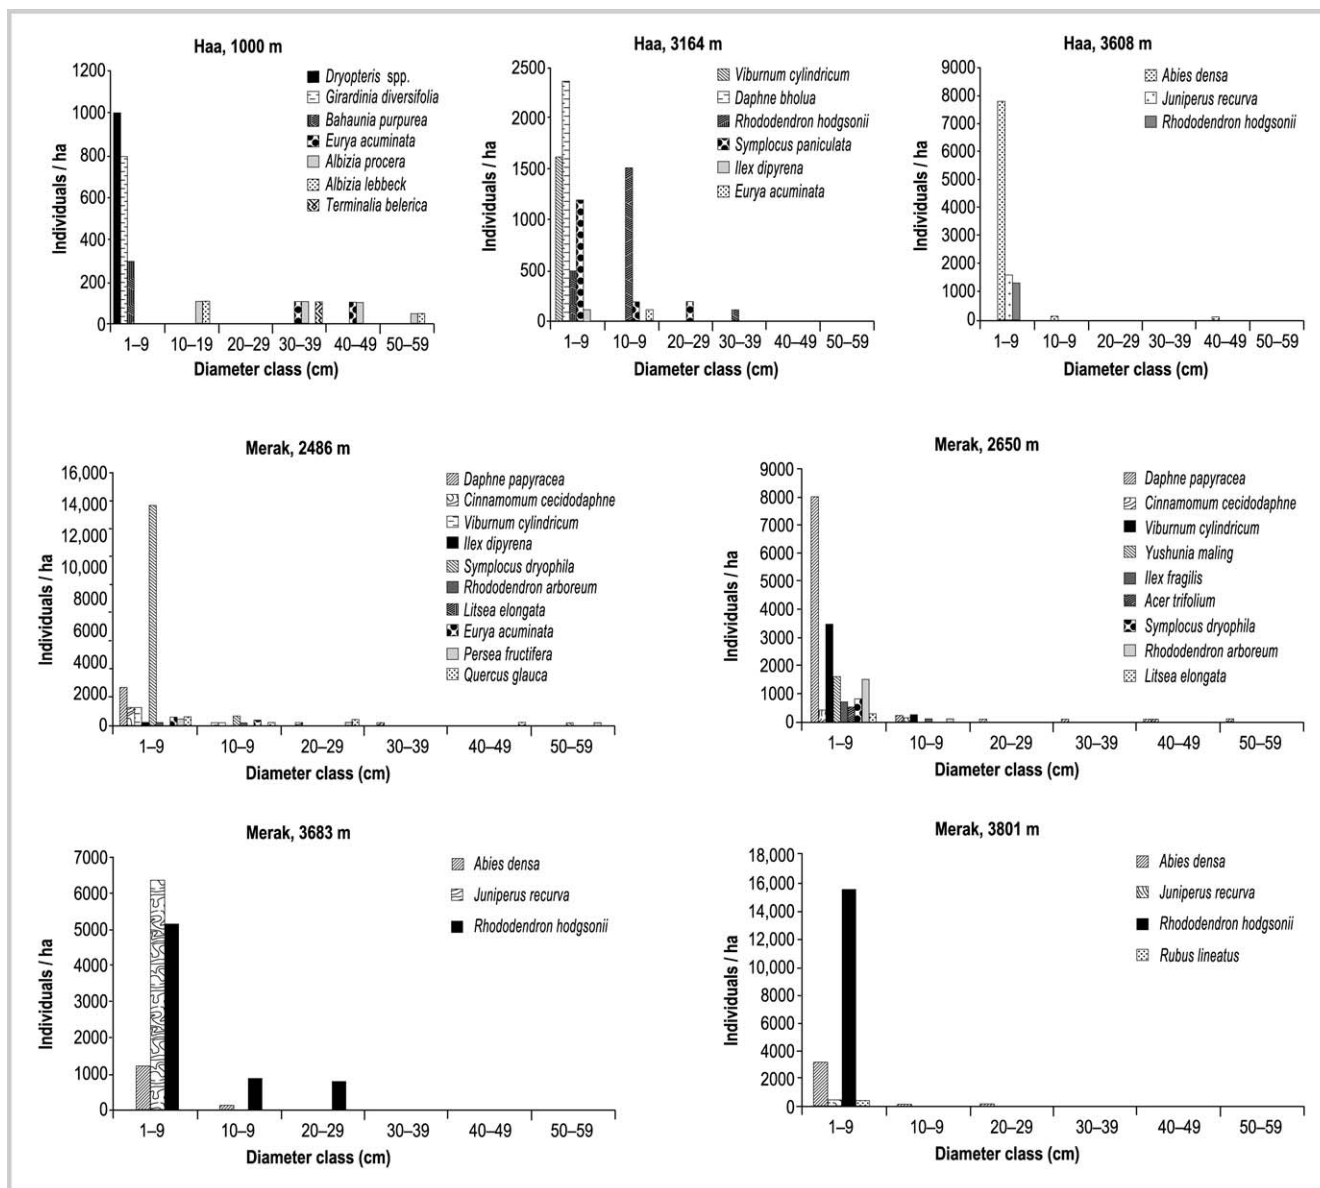 Haa, 1000 m
Individuals / ha
1200
1000
800
600
400
200
0
Dryopteris spp.
Girardinia diversifolia
Bahaunia purpurea
Eurya acuminata
Albizia procera
Albizia lebbeck
Terminalia belerica
1–9 10–19 20–29 30–39 40–49 50–59
Diameter class (cm)
Haa, 3164 m
Individuals / ha
2500
2000
1500
1000
500
0
Viburnum cylindricum
Daphne bholua
Rhododendron hodgsonii
Symplocus paniculata
Ilex dipyrena
Eurya acuminata
1–9 10–9 20–29 30–39 40–49 50–59
Diameter class (cm)
Haa, 3608 m
Individuals / ha
9000
8000
7000
6000
5000
4000
3000
2000
1000
0
Abies densa
Juniperus recurva
Rhododendron hodgsonii
1–9 10–9 20–29 30–39 40–49 50–59
Diameter class (cm)
Merak, 2486 m
Individuals / ha
16,000
14,000
12,000
10,000
8000
6000
4000
2000
0
Daphne papyracea
Cinnamomum cecidodaphne
Viburnum cylindricum
Ilex dipyrena
Symplocus dryophila
Rhododendron arboreum
Litsea elongata
Eurya acuminata
Persea fructifera
Quercus glauca
1–9 10–9 20–29 30–39 40–49 50–59
Diameter class (cm)
Merak, 2650 m
Individuals / ha
9000
8000
7000
6000
5000
4000
3000
2000
1000
0
Daphne papyracea
Cinnamomum cecidodaphne
Viburnum cylindricum
Yushunia maling
Ilex fragilis
Acer trifolium
Symplocus dryophila
Rhododendron arboreum
Litsea elongata
1–9 10–9 20–29 30–39 40–49 50–59
Diameter class (cm)
Merak, 3683 m
Individuals / ha
7000
6000
5000
4000
3000
2000
1000
0
Abies densa
Juniperus recurva
Rhododendron hodgsonii
1–9 10–9 20–29 30–39 40–49 50–59
Diameter class (cm)
Merak, 3801 m
Individuals / ha
18,000
16,000
14,000
12,000
10,000
8000
6000
4000
2000
0
Abies densa
Juniperus recurva
Rhododendron hodgsonii
Rubus lineatus
1–9 10–9 20–29 30–39 40–49 50–59
Diameter class (cm)